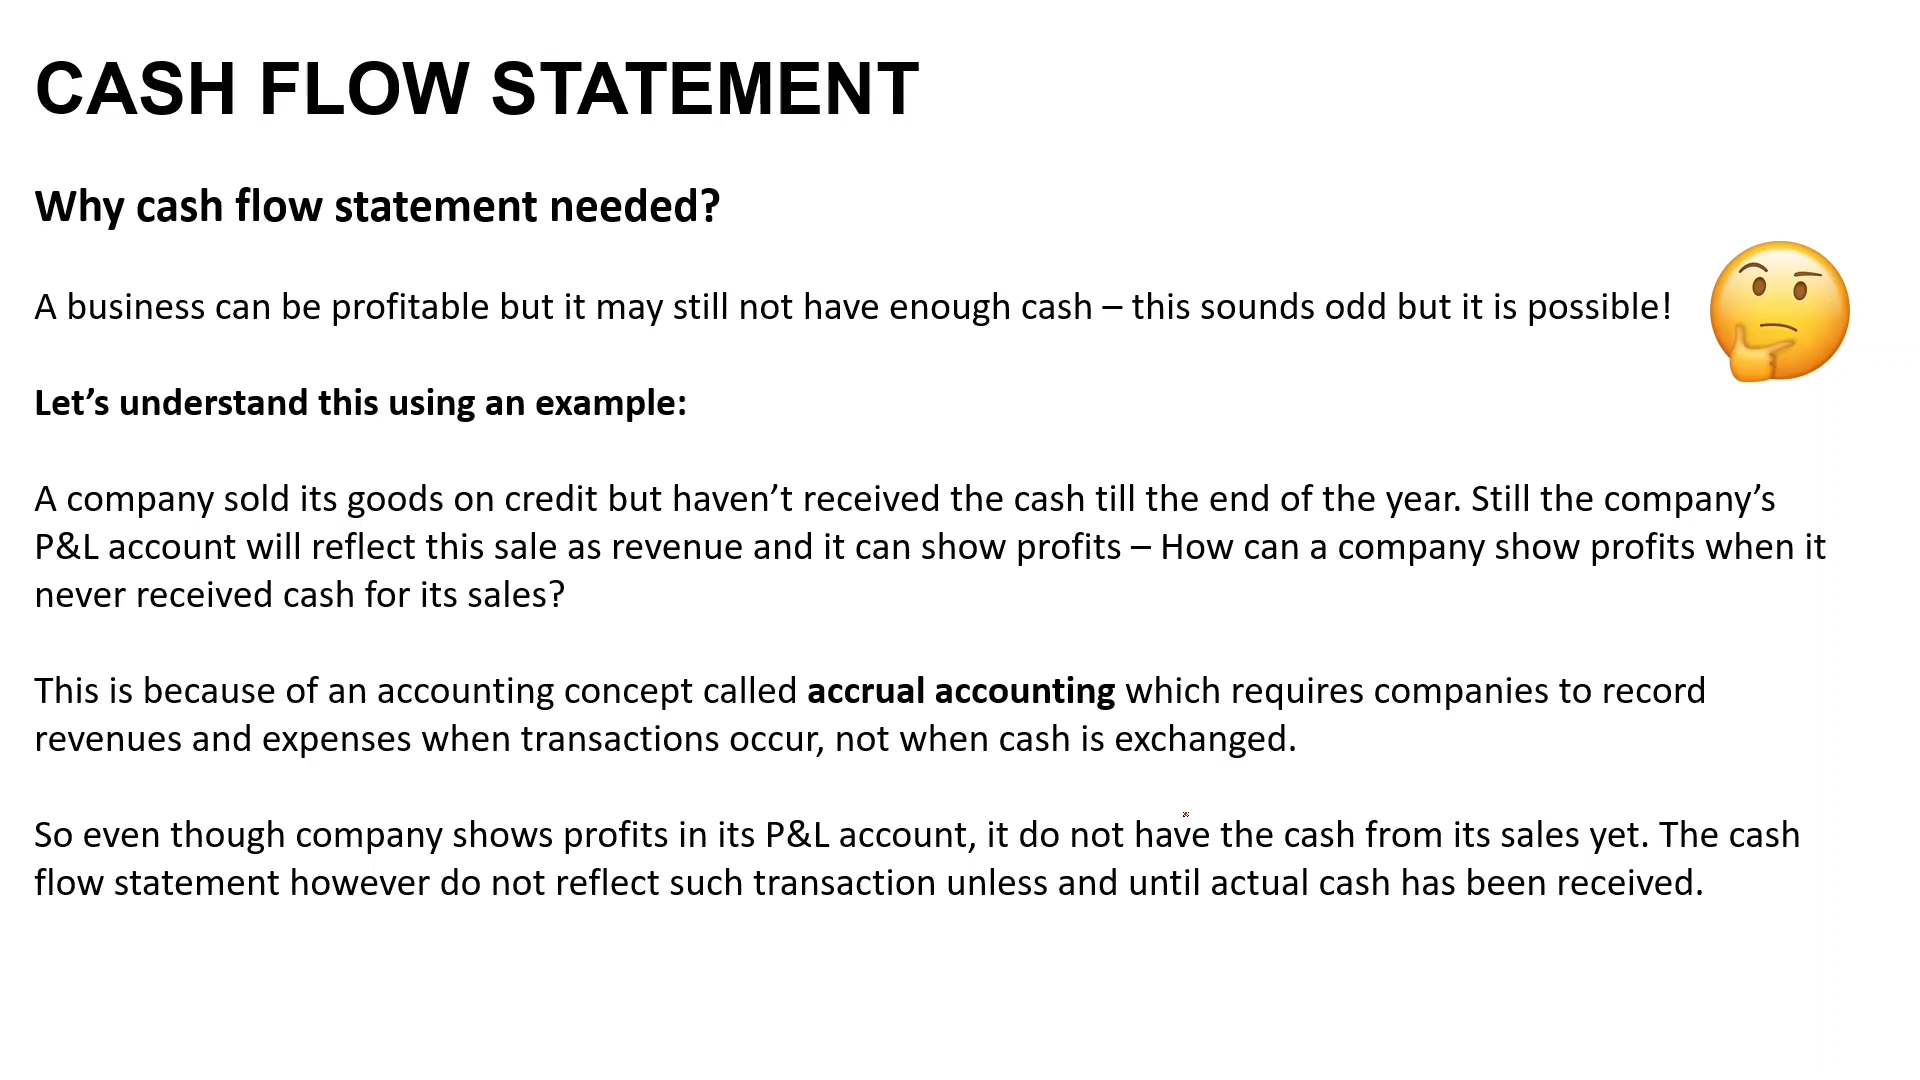 CASH FLOW STATEMENT
Why cash flow statement needed?
A business can be profitable but it may still not have enough cash – this sounds odd but it is possible!
Let’s understand this using an example:
A company sold its goods on credit but haven’t received the cash till the end of the year. Still the company’s
P&L account will reflect this sale as revenue and it can show profits – How can a company show profits when it
never received cash for its sales?
This is because of an accounting concept called accrual accounting which requires companies to record
revenues and expenses when transactions occur, not when cash is exchanged.
So even though company shows profits in its P&L account, it do not have the cash from its sales yet. The cash
flow statement however do not reflect such transaction unless and until actual cash has been received.